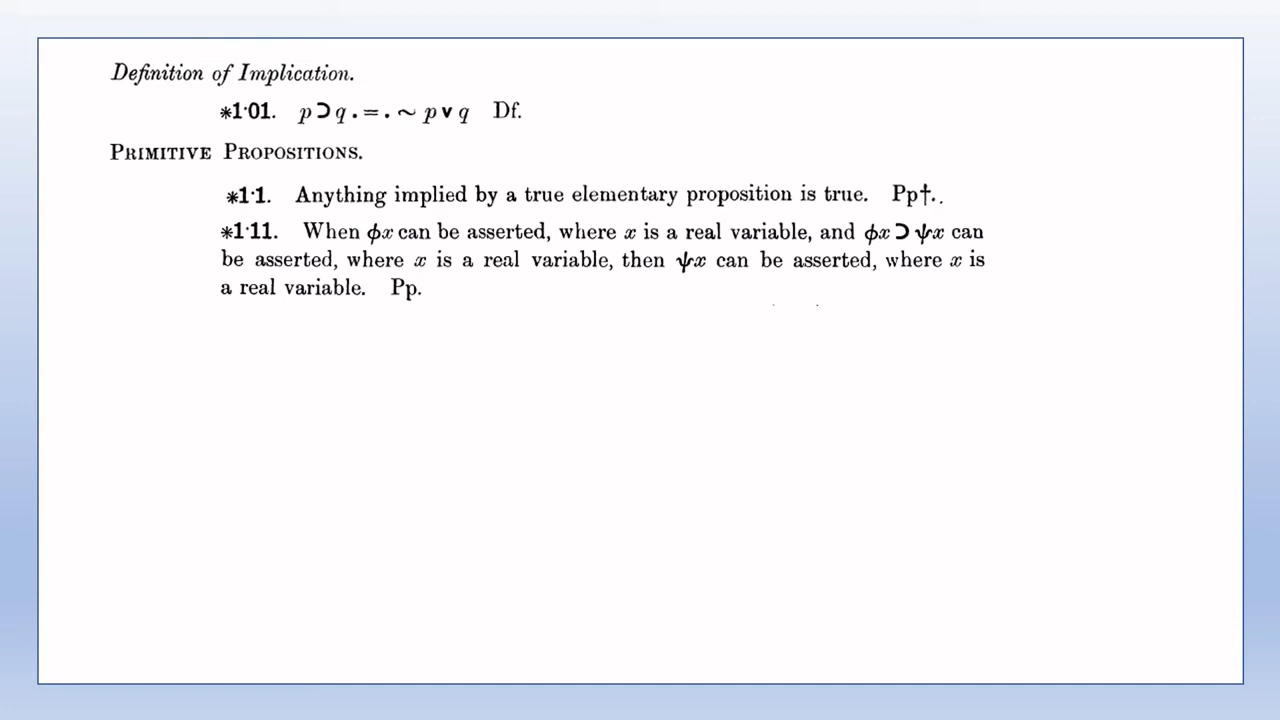 Definition of Implication.
∗1·01. p ⊃ q . = . ∼ p ∨ q Df.
PRIMITIVE PROPOSITIONS.
∗1·1. Anything implied by a true elementary proposition is true. Pp†.
∗1·11. When ϕx can be asserted, where x is a real variable, and ϕx ⊃ ψx can
be asserted, where x is a real variable, then ψx can be asserted, where x is
a real variable. Pp.